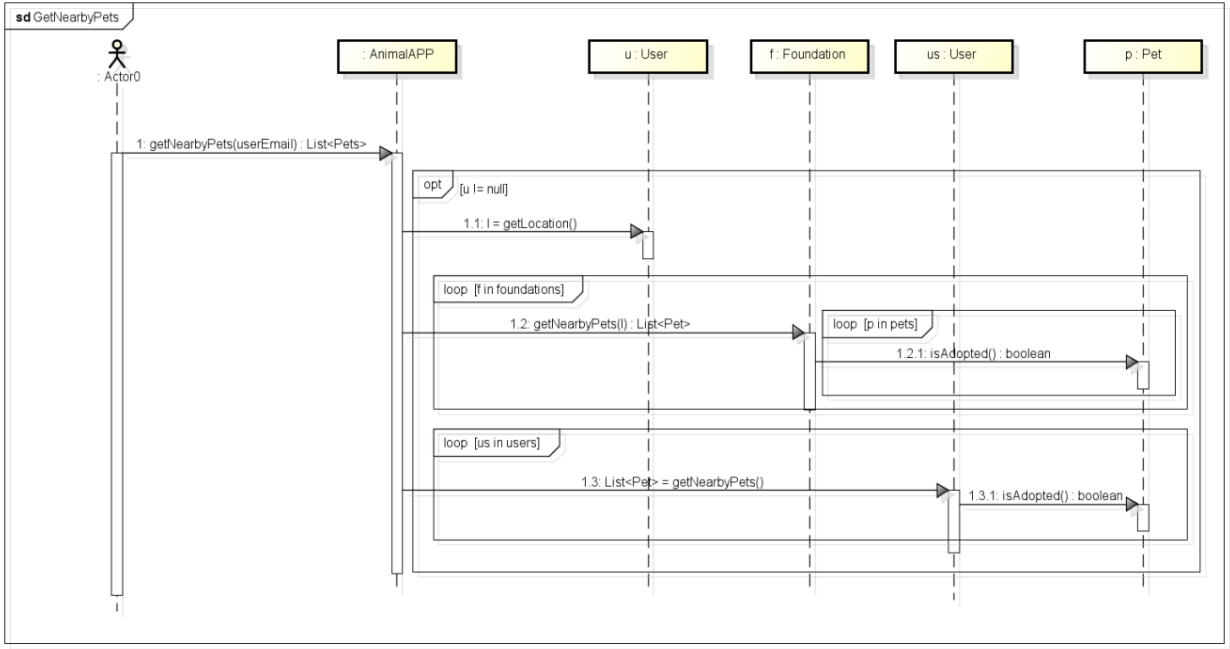 sd GetNearbyPets
: Actor0
: AnimalAPP
u : User
f : Foundation
us : User
p : Pet
1: getNearbyPets(userEmail) : List<Pets>
opt
[u != null]
1.1: l = getLocation()
loop [f in foundations]
1.2: getNearbyPets(l) : List<Pet>
loop [p in pets]
1.2.1: isAdopted() : boolean
loop [us in users]
1.3: List<Pet> = getNearbyPets()
1.3.1: isAdopted() : boolean